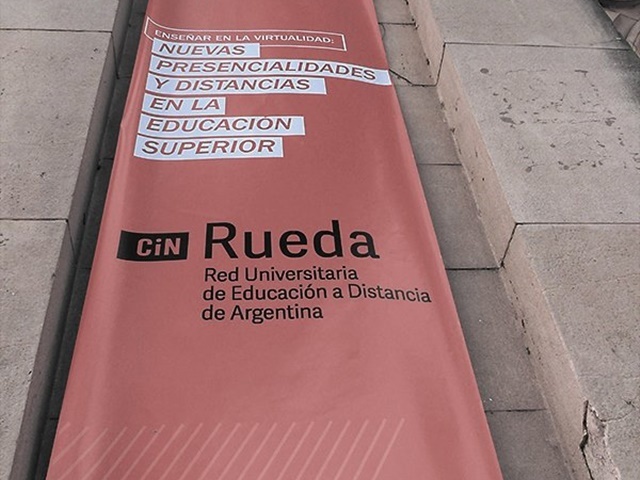 ENSEÑAR EN LA VIRTUALIDAD:
NUEVAS
PRESENCIALIDADES
Y DISTANCIAS
EN LA
EDUCACIÓN
SUPERIOR
CiN Rueda
Red Universitaria
de Educación a Distancia
de Argentina